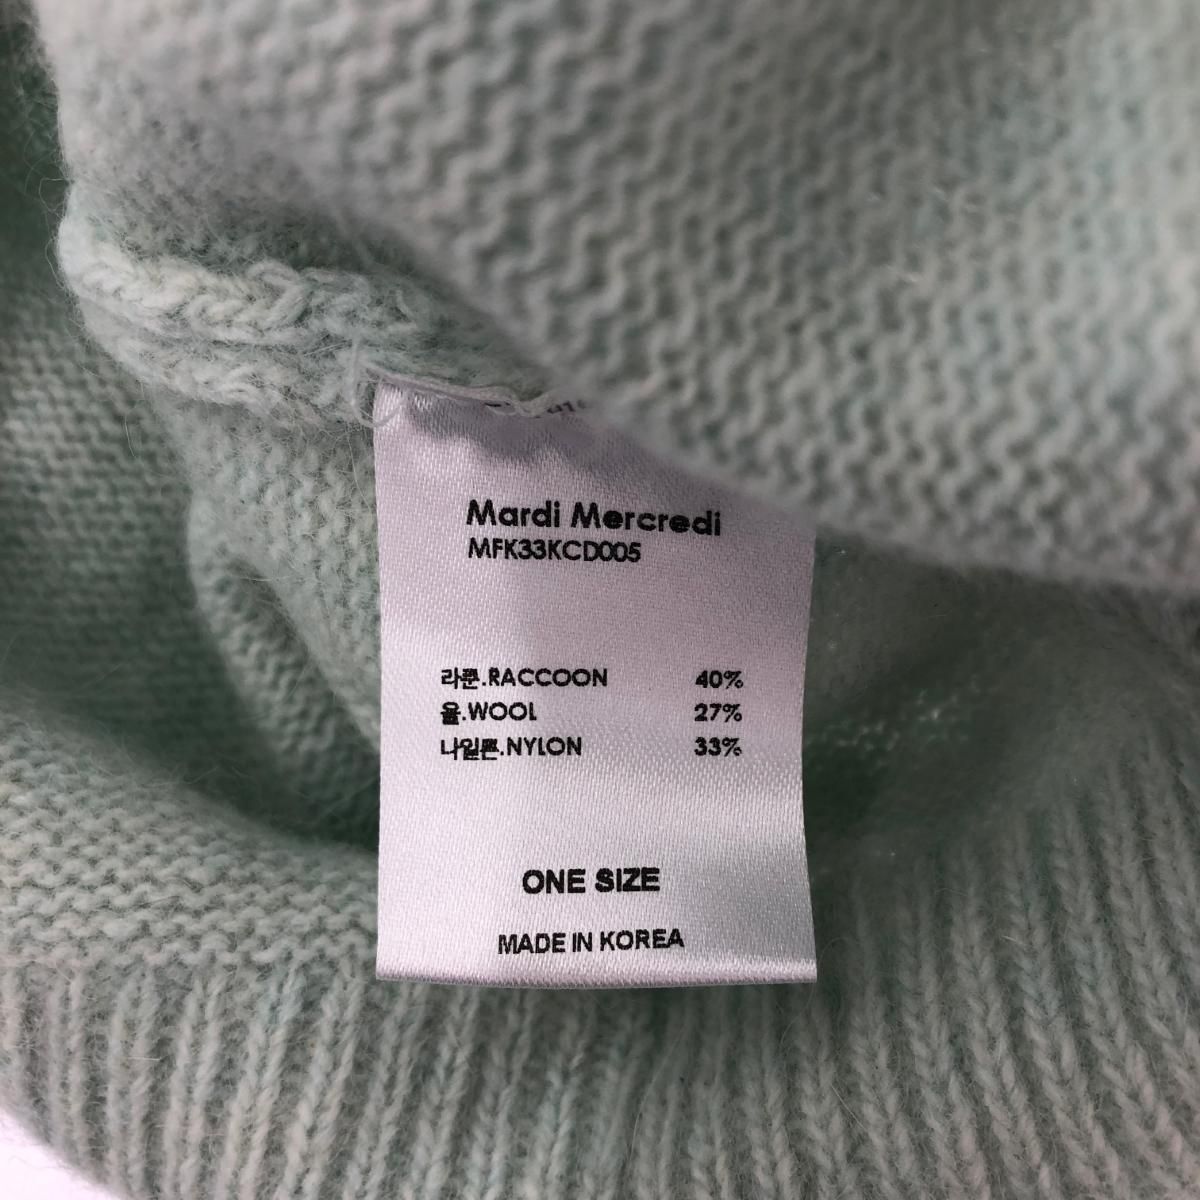 Mardi Mercredi
MFK33KCD005
라쿤.RACCOON 40%
울.WOOL 27%
나일론.NYLON 33%
ONE SIZE
MADE IN KOREA